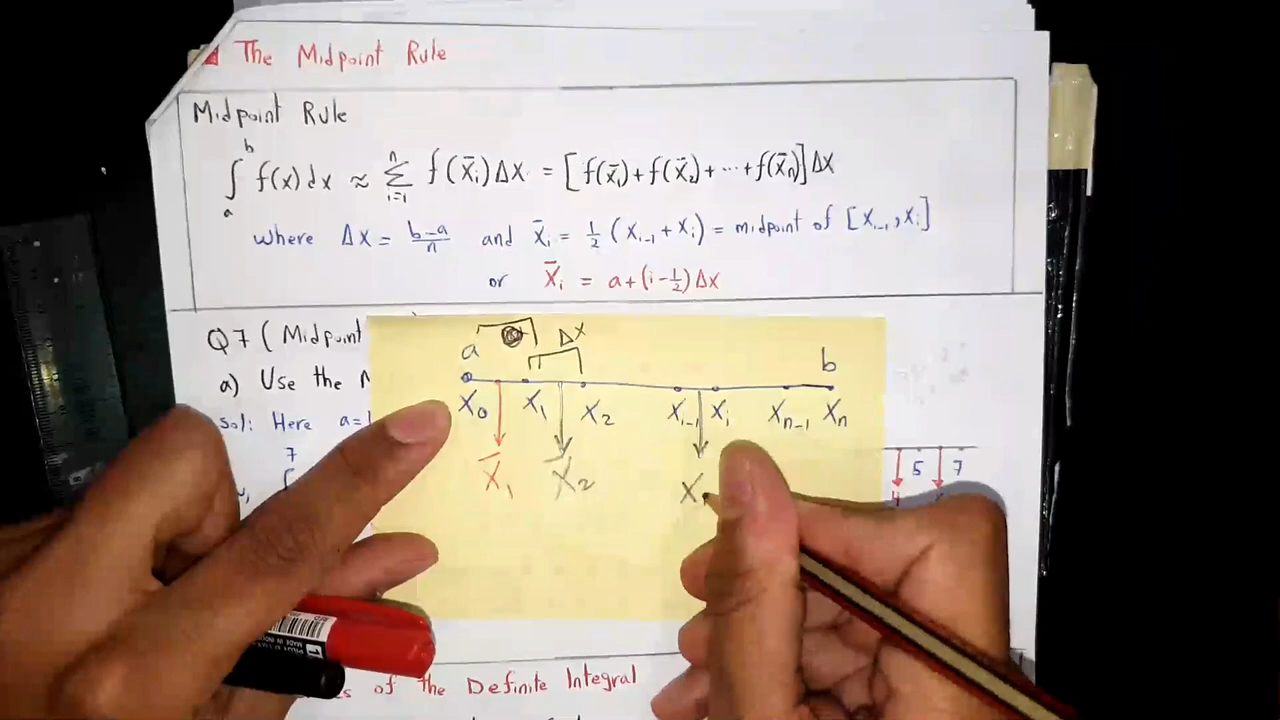 The Midpoint Rule
Midpoint Rule
∫ₐᵇ f(x) dx ≈ Σᵢ₌₁ⁿ f(x̄ᵢ) Δx = [f(x̄₁) + f(x̄₂) + ⋯ + f(x̄ₙ)] Δx
where Δx = (b-a)/n and x̄ᵢ = 1/2 (xᵢ₋₁ + xᵢ) = midpoint of [xᵢ₋₁, xᵢ]
or x̄ᵢ = a + (i - 1/2) Δx
Q7 (Midpoint
a) Use the
Sol: Here a=
7
∫
Δx
a b
x₀ x₁ x₂ xᵢ₋₁ xᵢ xₙ₋₁ xₙ
x̄₁ x̄₂ x
5 7
of the Definite Integral